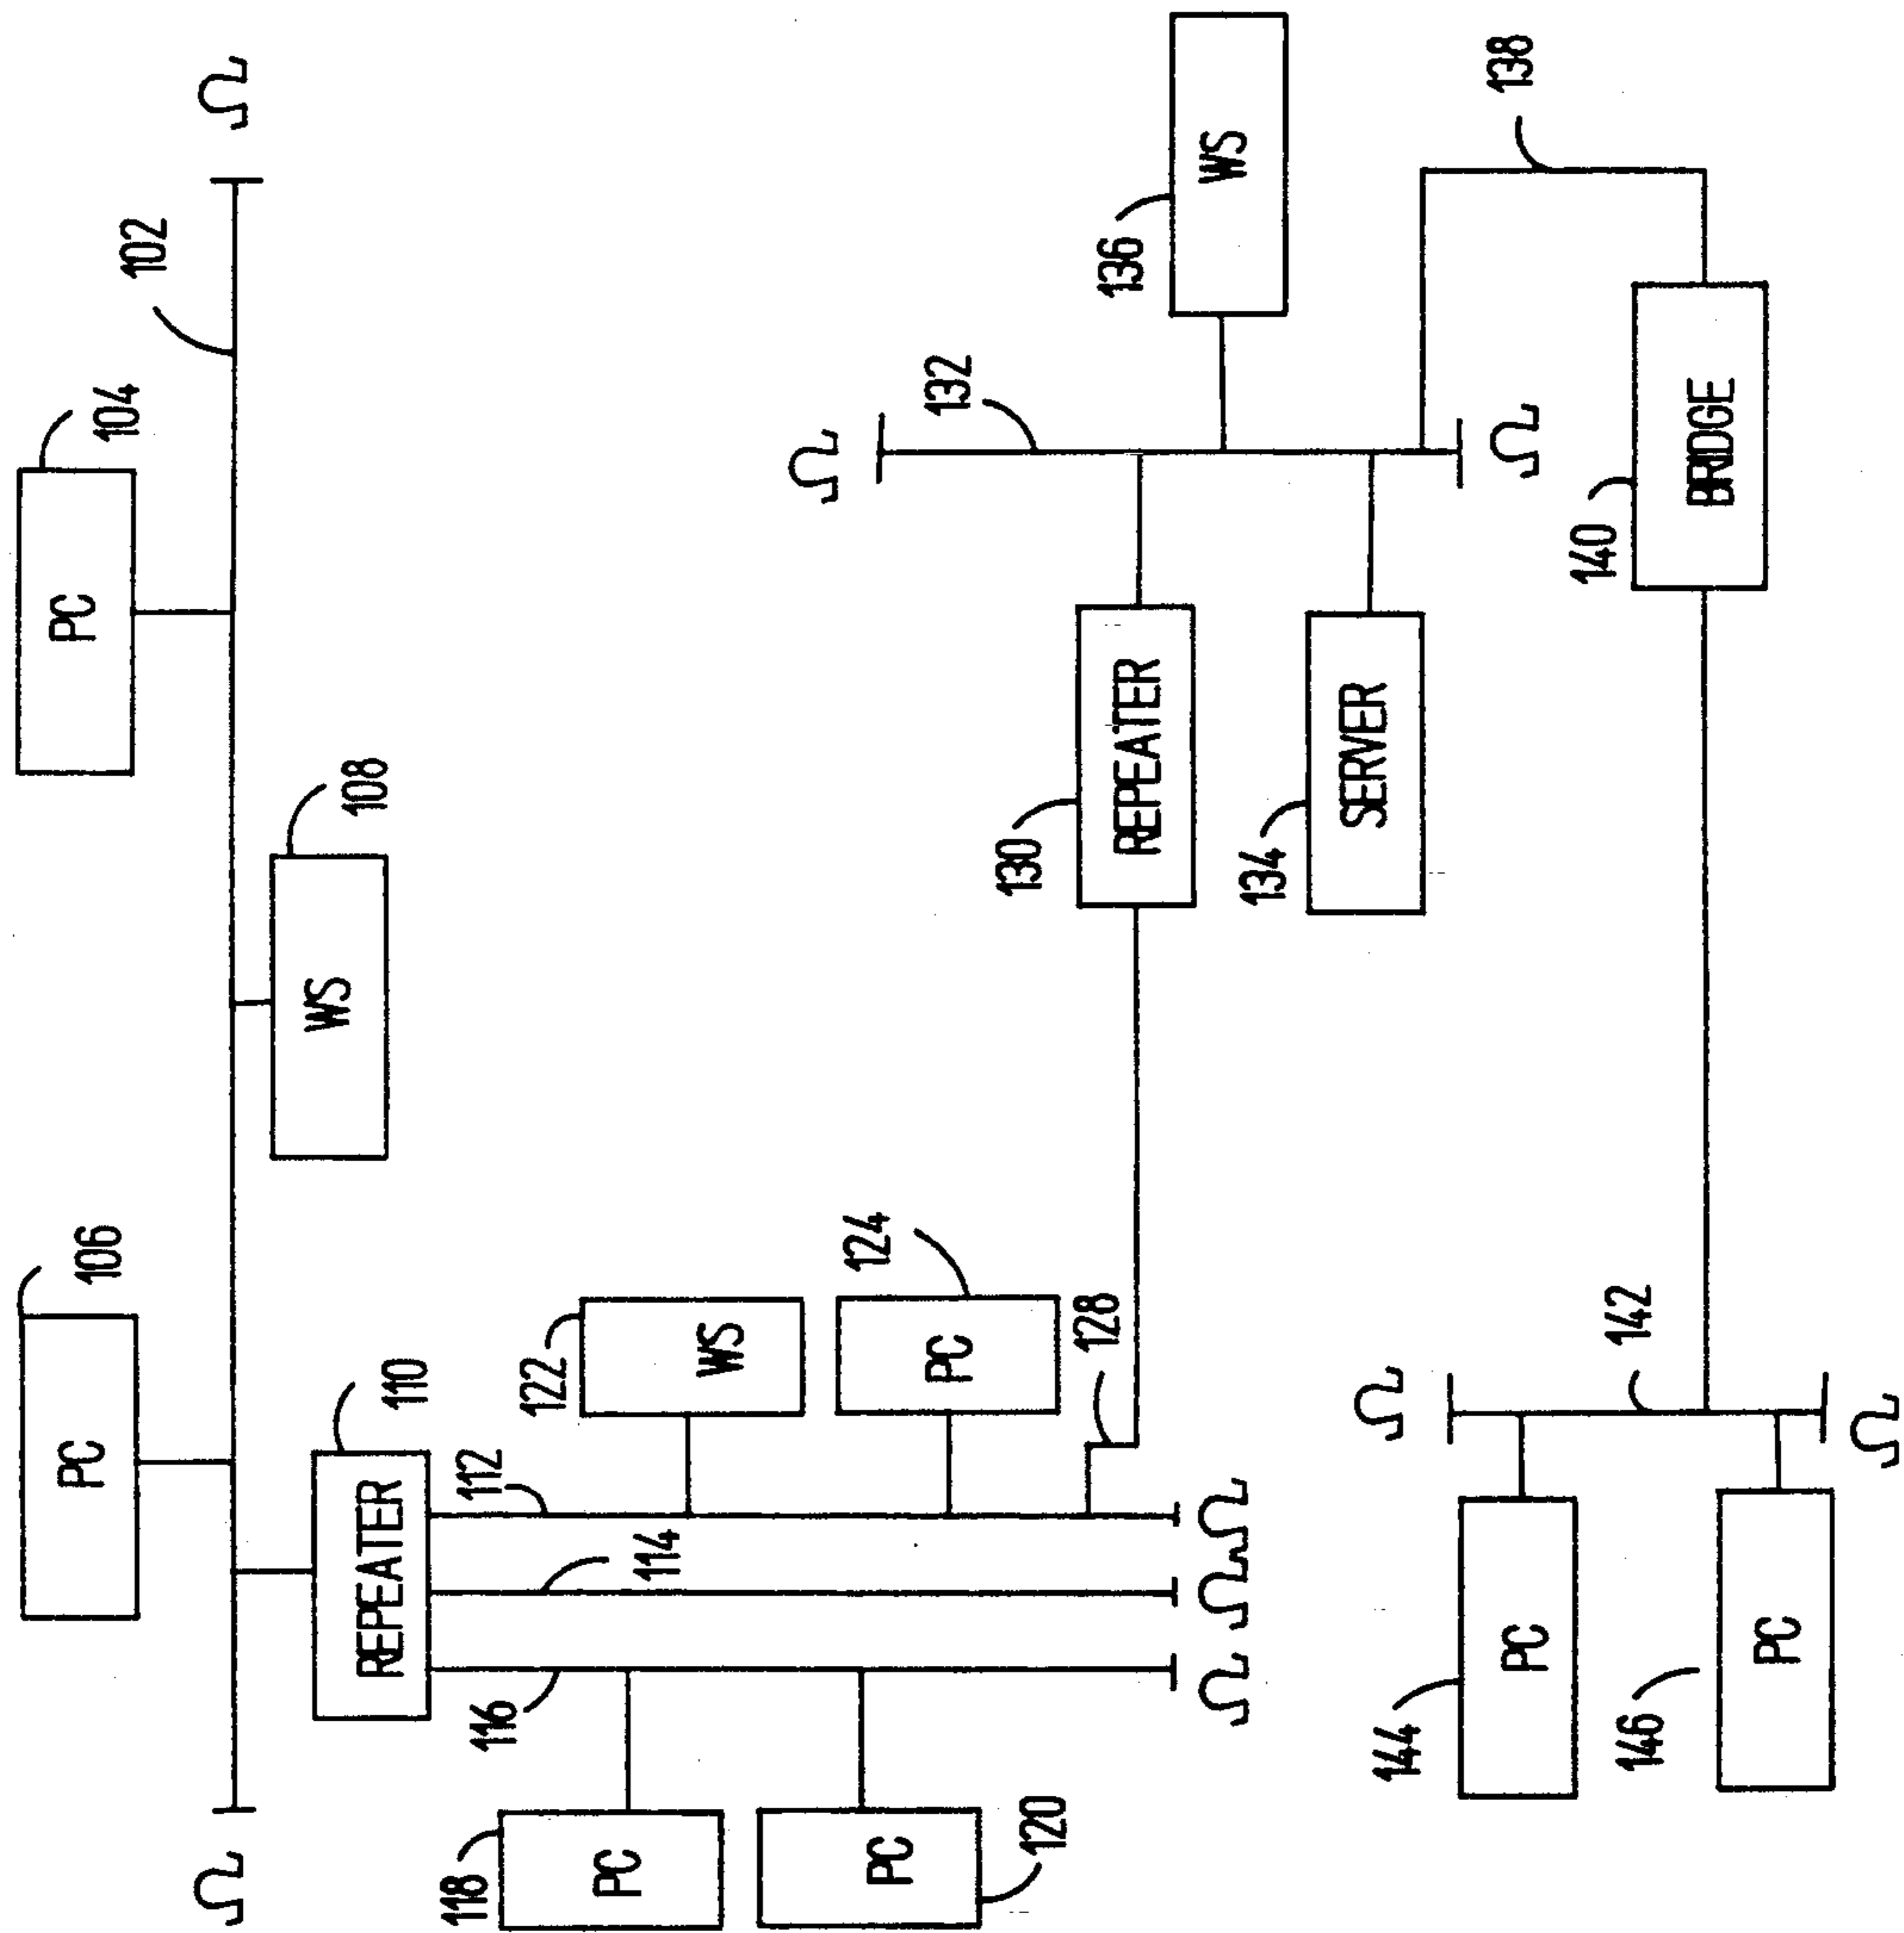 Ω
102
PC
104
WS
108
PC
106
Ω
REPEATER
110
112
114
116
PC
118
PC
120
WS
122
PC
124
128
Ω
Ω
Ω
REPEATER
130
132
Ω
Ω
SERVER
134
WS
136
138
BRIDGE
140
142
Ω
Ω
PC
144
PC
146